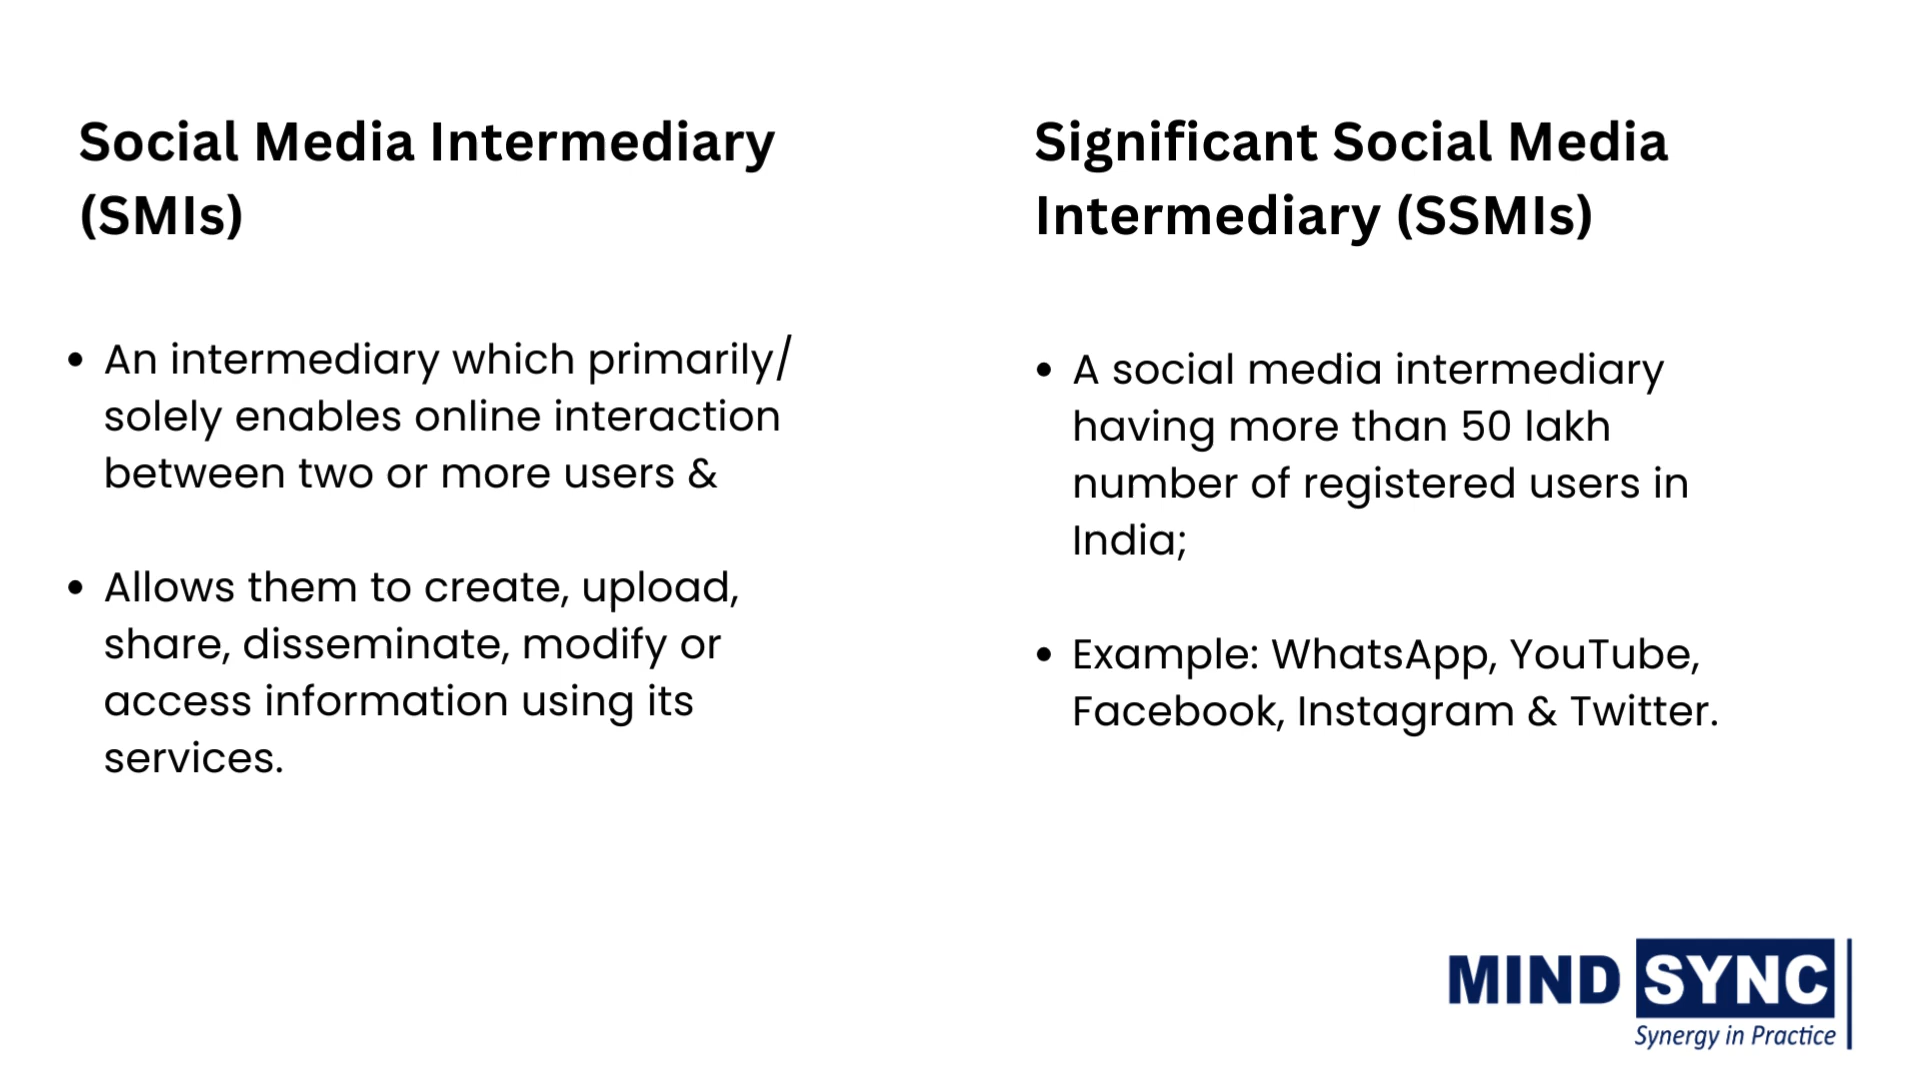 Social Media Intermediary
(SMIs)
• An intermediary which primarily/
solely enables online interaction
between two or more users &
• Allows them to create, upload,
share, disseminate, modify or
access information using its
services.
Significant Social Media
Intermediary (SSMIs)
• A social media intermediary
having more than 50 lakh
number of registered users in
India;
• Example: WhatsApp, YouTube,
Facebook, Instagram & Twitter.
MIND SYNC
Synergy in Practice